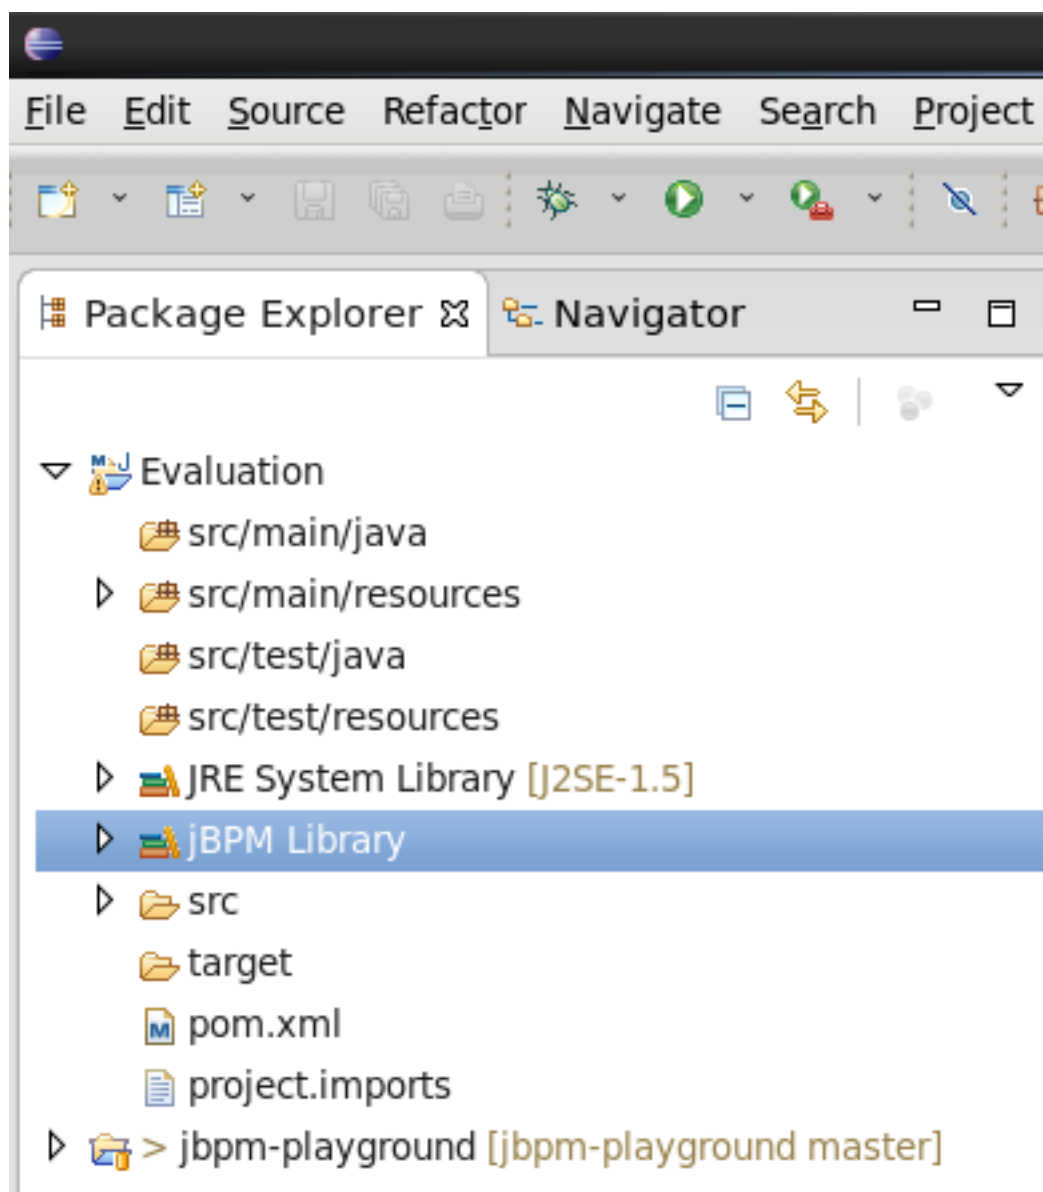 File Edit Source Refactor Navigate Search Project
Package Explorer Navigator
Evaluation
src/main/java
src/main/resources
src/test/java
src/test/resources
JRE System Library [J2SE-1.5]
jBPM Library
src
target
pom.xml
project.imports
> jbpm-playground [jbpm-playground master]